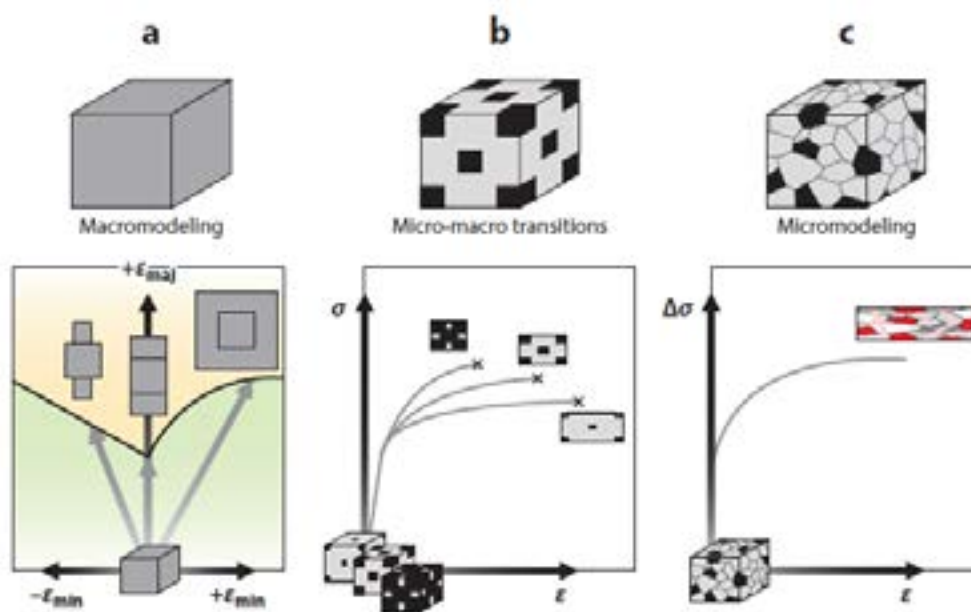 a
b
c
Macromodeling
Micro-macro transitions
Micromodeling
+εmaj
σ
Δσ
−εmin
+εmin
ε
ε